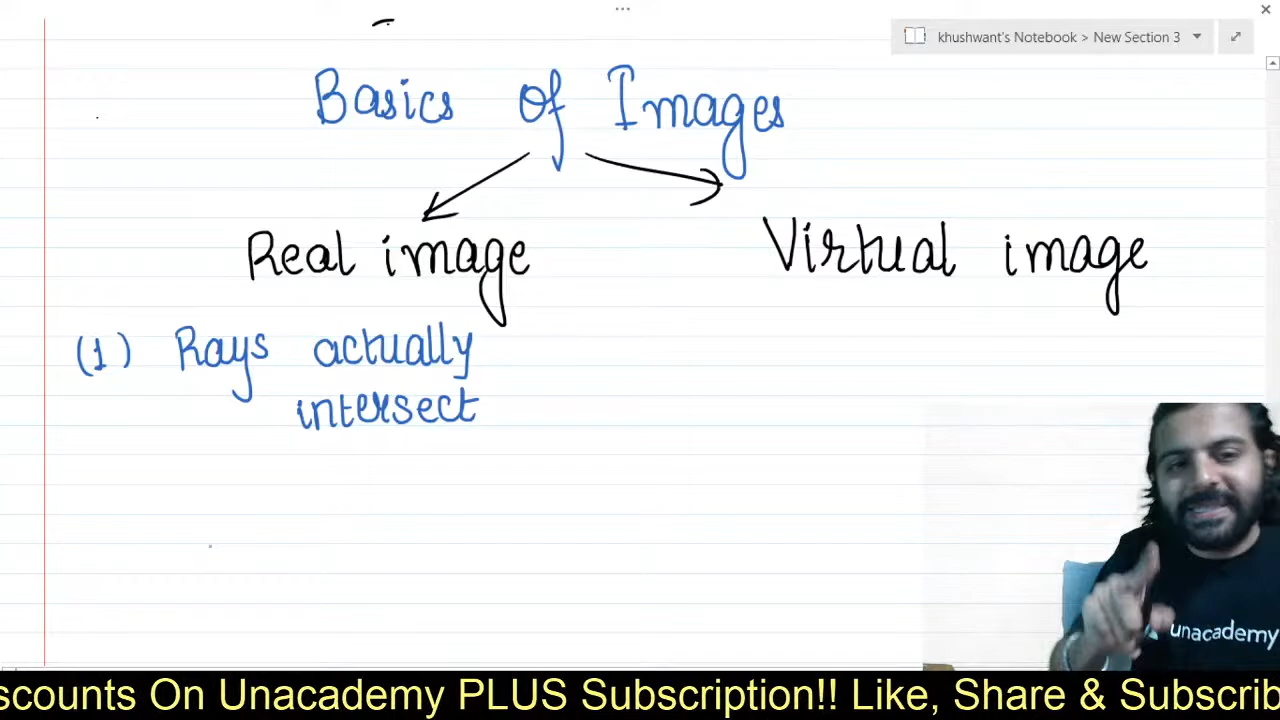 khushwant's Notebook > New Section 3
Basics of Images
Real image
Virtual image
(1) Rays actually
intersect
unacademy
scounts On Unacademy PLUS Subscription!! Like, Share & Subscrib